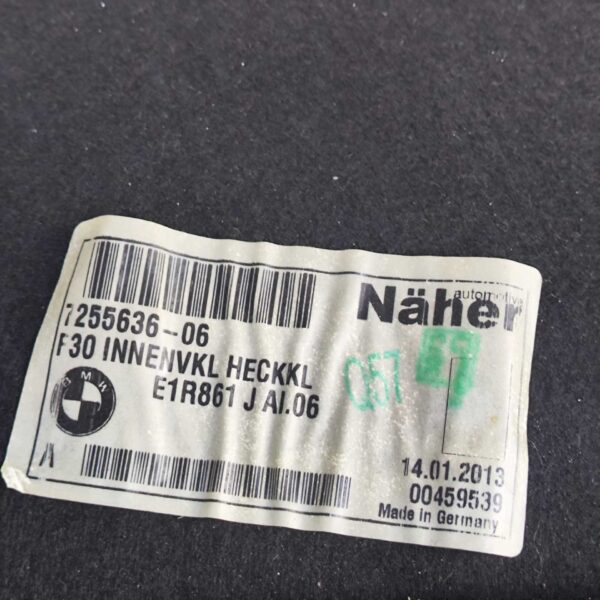 automotive
Näher
7255636-06
F30 INNENVKL HECKKL
E1R861 J AI.06
Q57
BMW
A
14.01.2013
00459539
Made in Germany